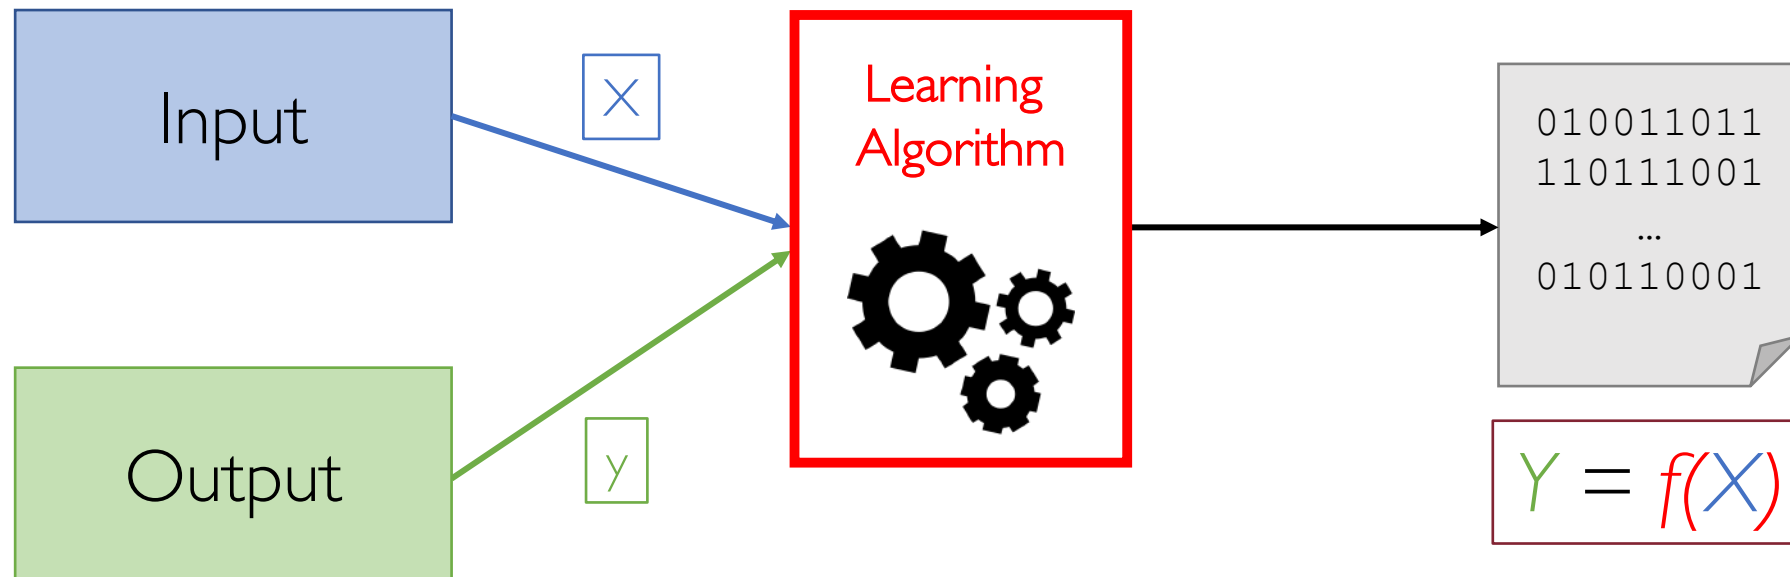 Input
X
Learning
Algorithm
010011011
110111001
...
010110001
Output
y
Y = f(X)